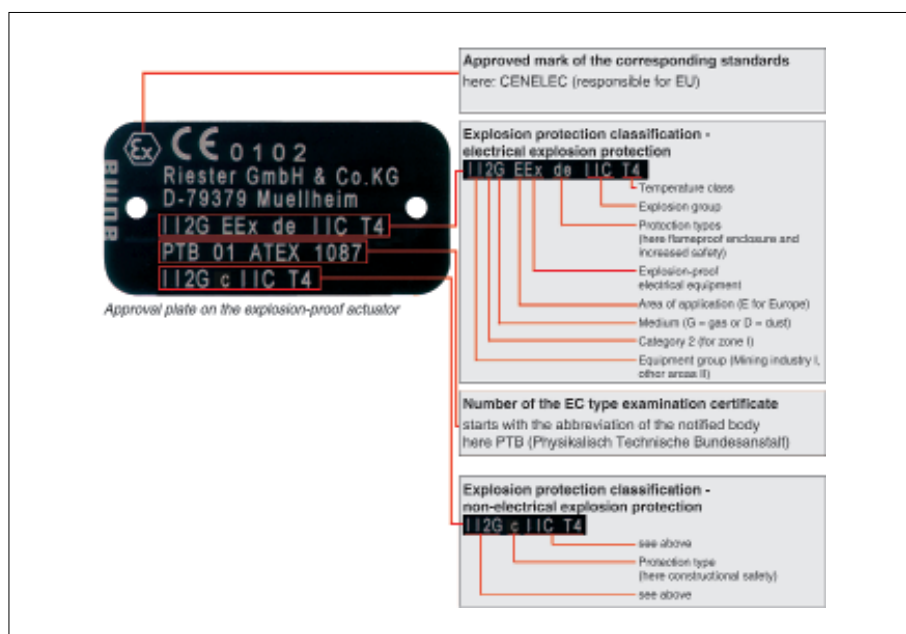 Approved mark of the corresponding standards
here: CENELEC (responsible for EU)
Ex CE 0102
auma
Riester GmbH & Co.KG
D-79379 Muellheim
II2G EEx de IIC T4
PTB 01 ATEX 1087
II2G c IIC T4
Approval plate on the explosion-proof actuator
Explosion protection classification -
electrical explosion protection
II2G EEx de IIC T4
Temperature class
Explosion group
Protection types
(here flameproof enclosure and
increased safety)
Explosion-proof
electrical equipment
Area of application (E for Europe)
Medium (G = gas or D = dust)
Category 2 (for zone I)
Equipment group (Mining industry I,
other areas II)
Number of the EC type examination certificate
starts with the abbreviation of the notified body
here PTB (Physikalisch Technische Bundesanstalt)
Explosion protection classification -
non-electrical explosion protection
II2G c IIC T4
see above
Protection type
(here constructional safety)
see above